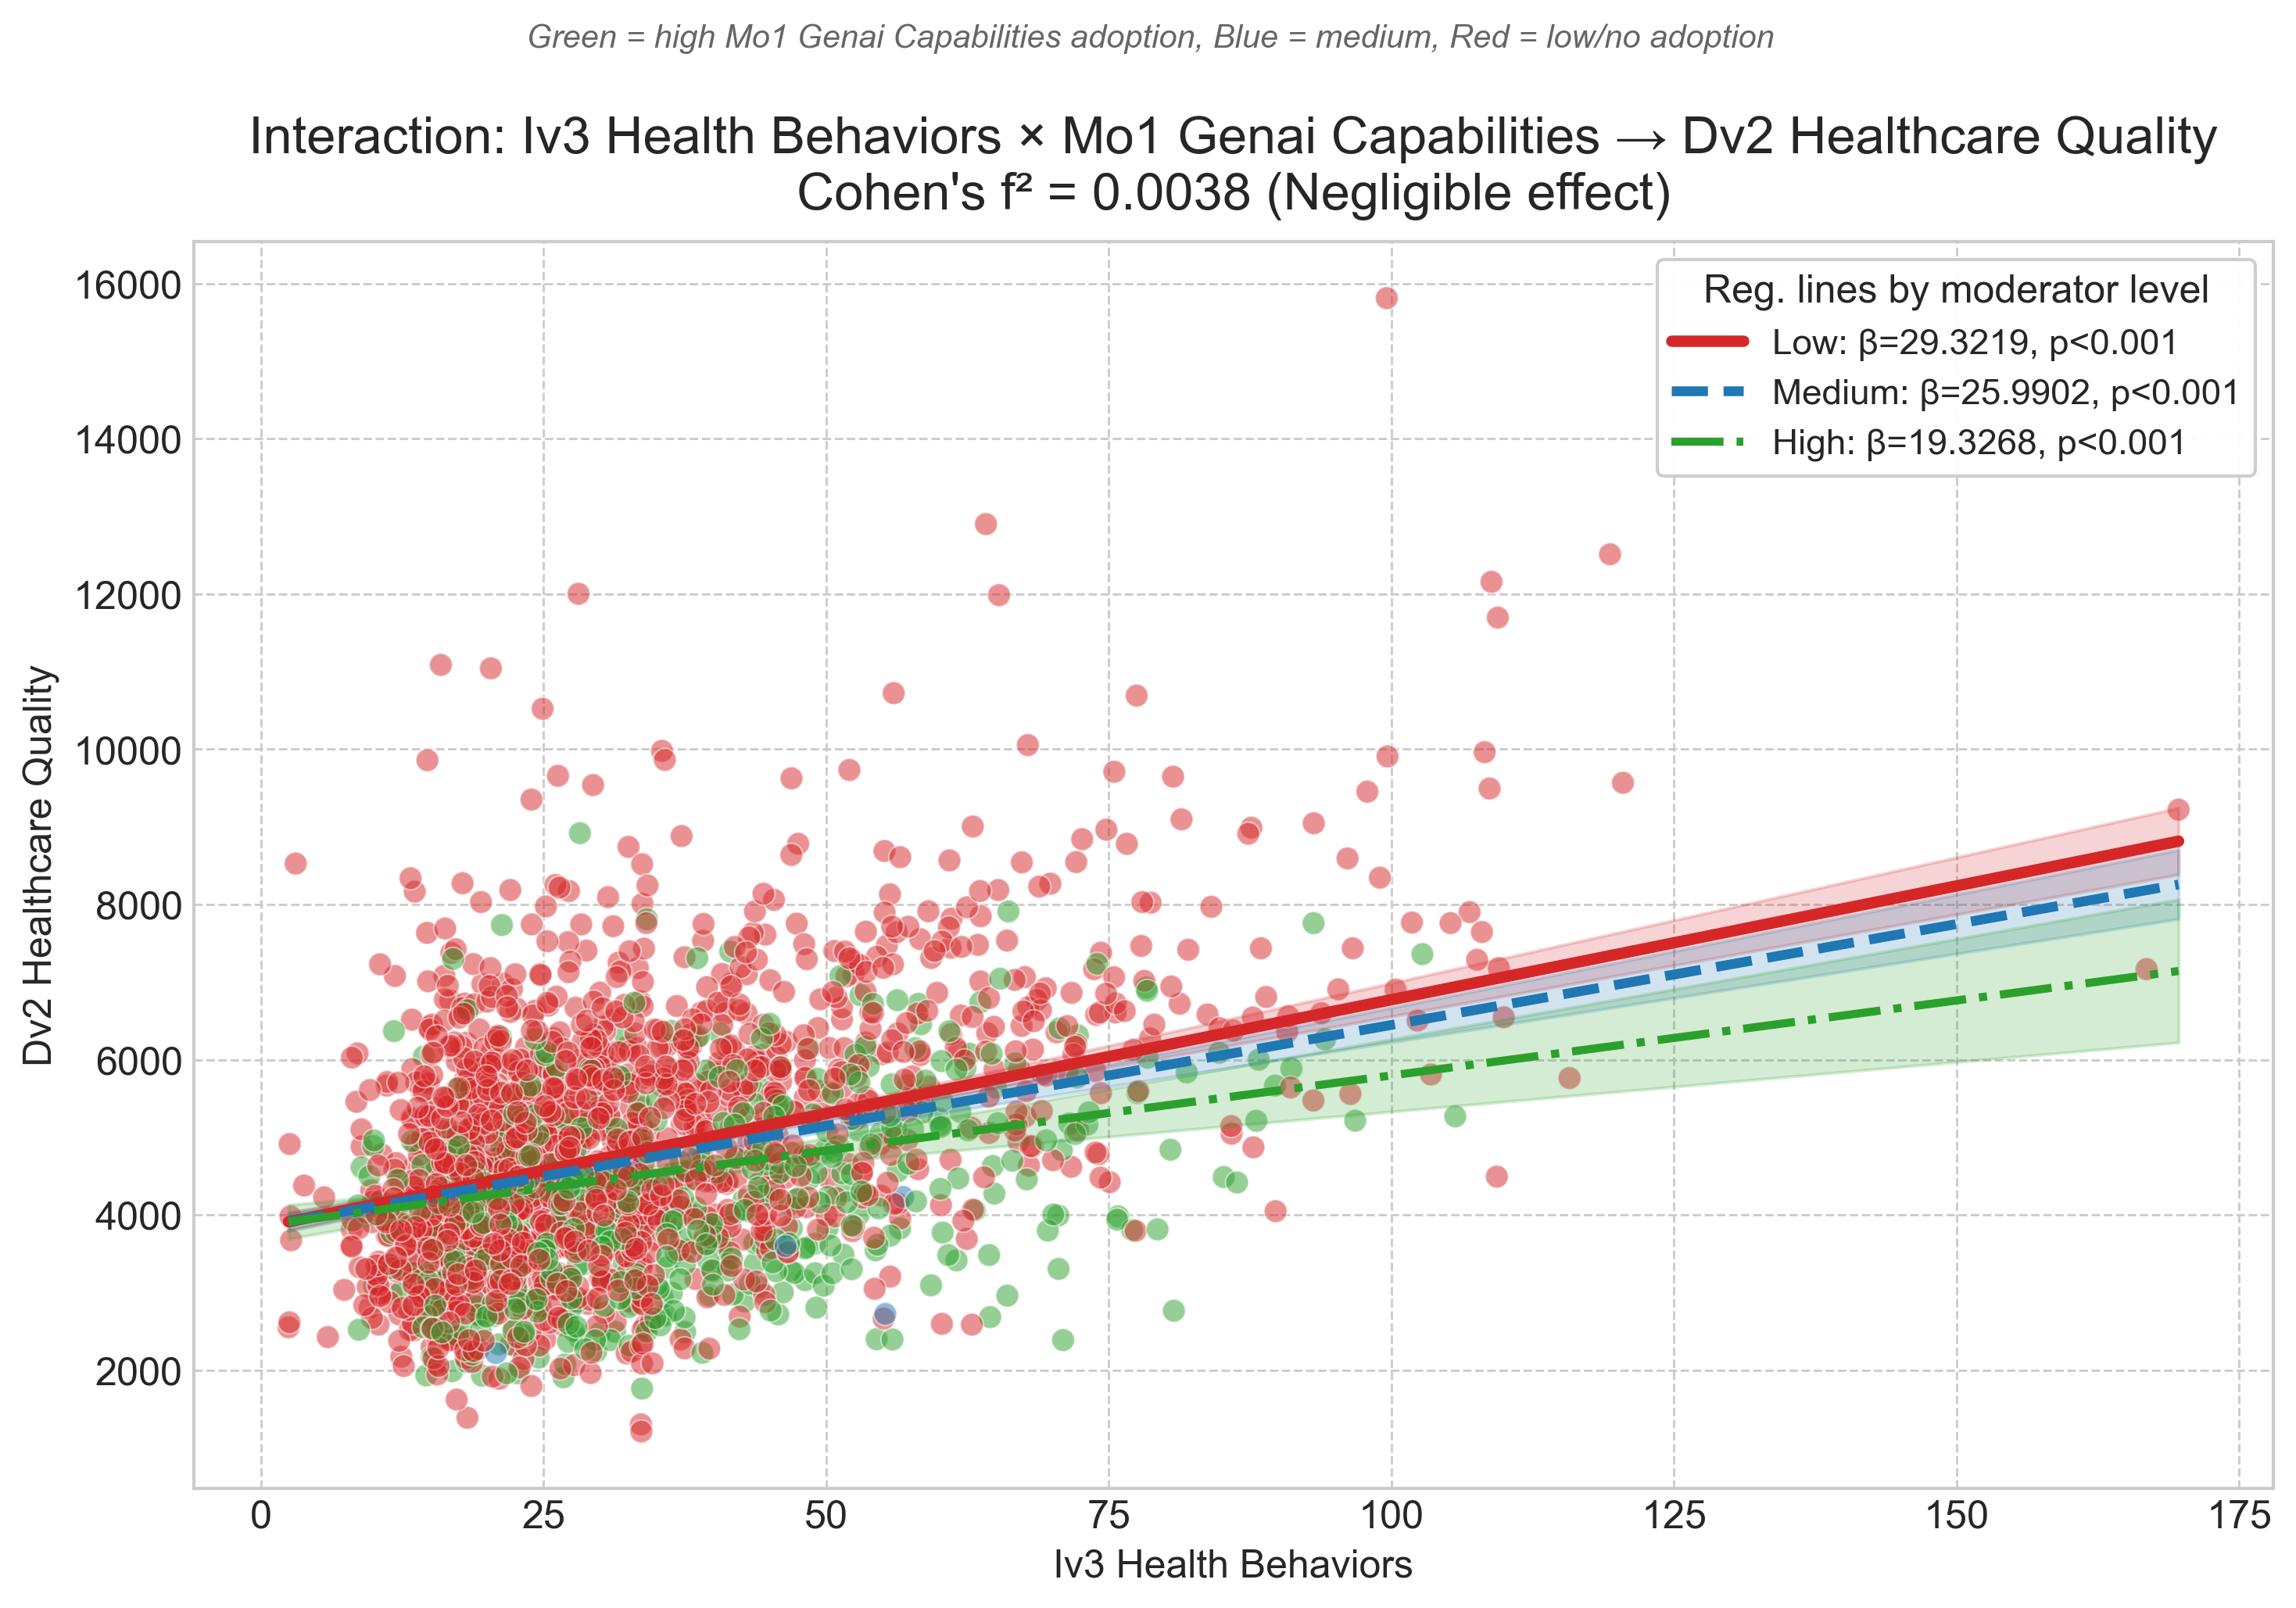 Green = high Mo1 Genai Capabilities adoption, Blue = medium, Red = low/no adoption
Interaction: Iv3 Health Behaviors × Mo1 Genai Capabilities → Dv2 Healthcare Quality
Cohen's f² = 0.0038 (Negligible effect)
Reg. lines by moderator level
Low: β=29.3219, p<0.001
Medium: β=25.9902, p<0.001
High: β=19.3268, p<0.001
Dv2 Healthcare Quality
16000
14000
12000
10000
8000
6000
4000
2000
0 25 50 75 100 125 150 175
Iv3 Health Behaviors